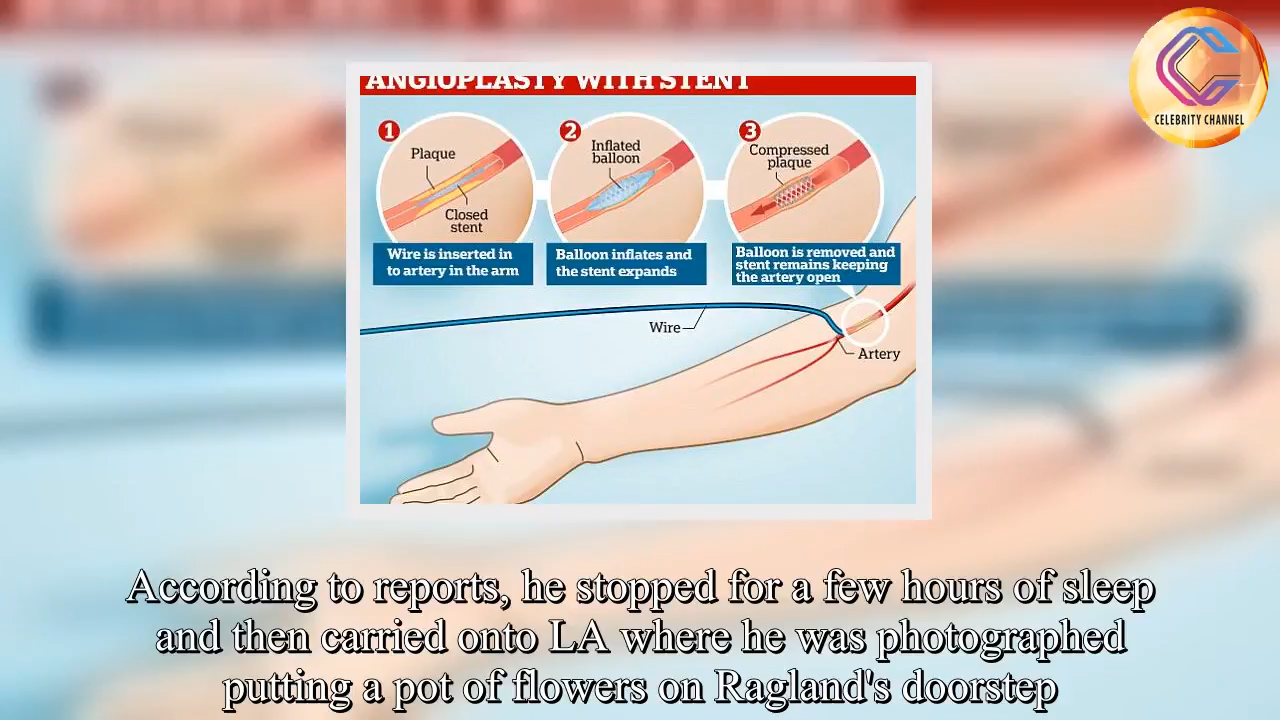 ANGIOPLASTY WITH STENT
1
Plaque
Closed
stent
Wire is inserted in
to artery in the arm
2
Inflated
balloon
Balloon inflates and
the stent expands
3
Compressed
plaque
Balloon is removed and
stent remains keeping
the artery open
Wire
Artery
CELEBRITY CHANNEL
According to reports, he stopped for a few hours of sleep
and then carried onto LA where he was photographed
putting a pot of flowers on Ragland's doorstep